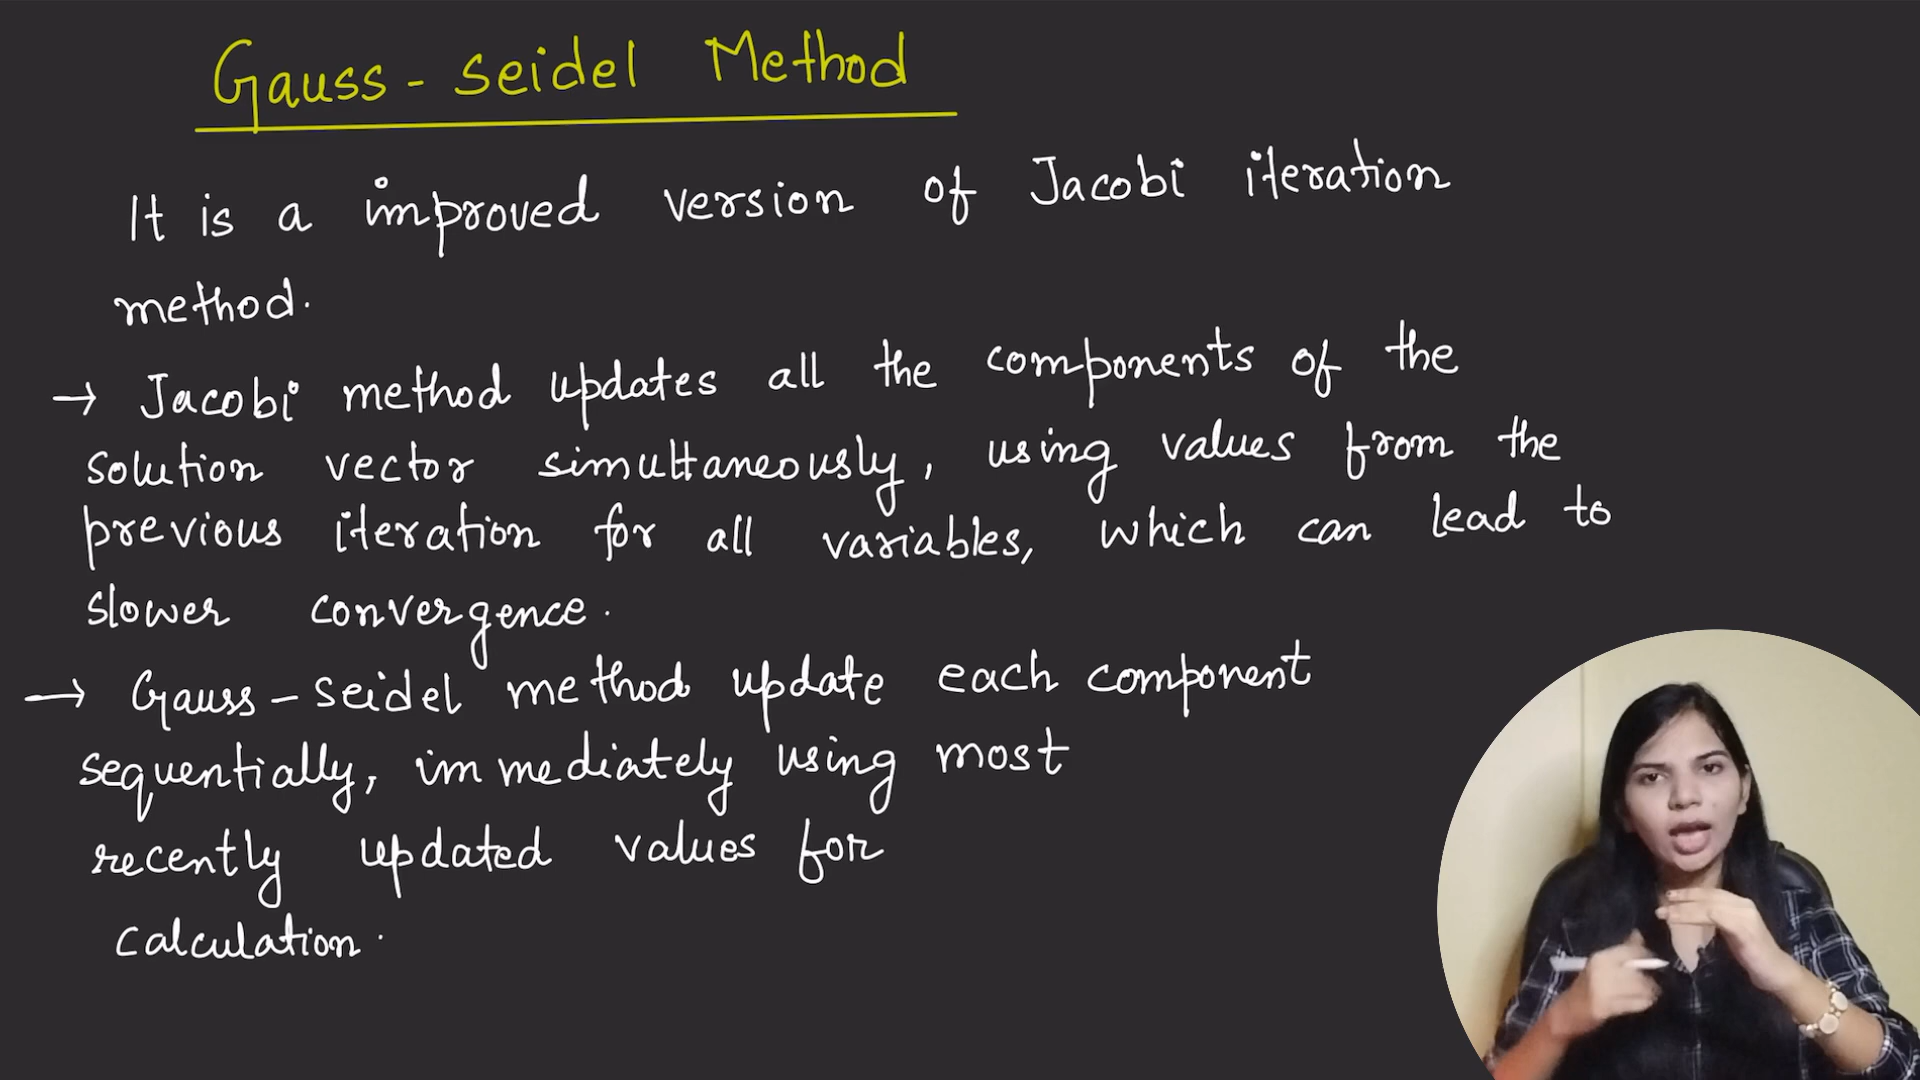 Gauss - Seidel Method
It is a improved version of Jacobi iteration
method.
→ Jacobi method updates all the components of the
solution vector simultaneously, using values from the
previous iteration for all variables, which can lead to
slower convergence.
→ Gauss - Seidel method update each component
sequentially, immediately using most
recently updated values for
calculation.